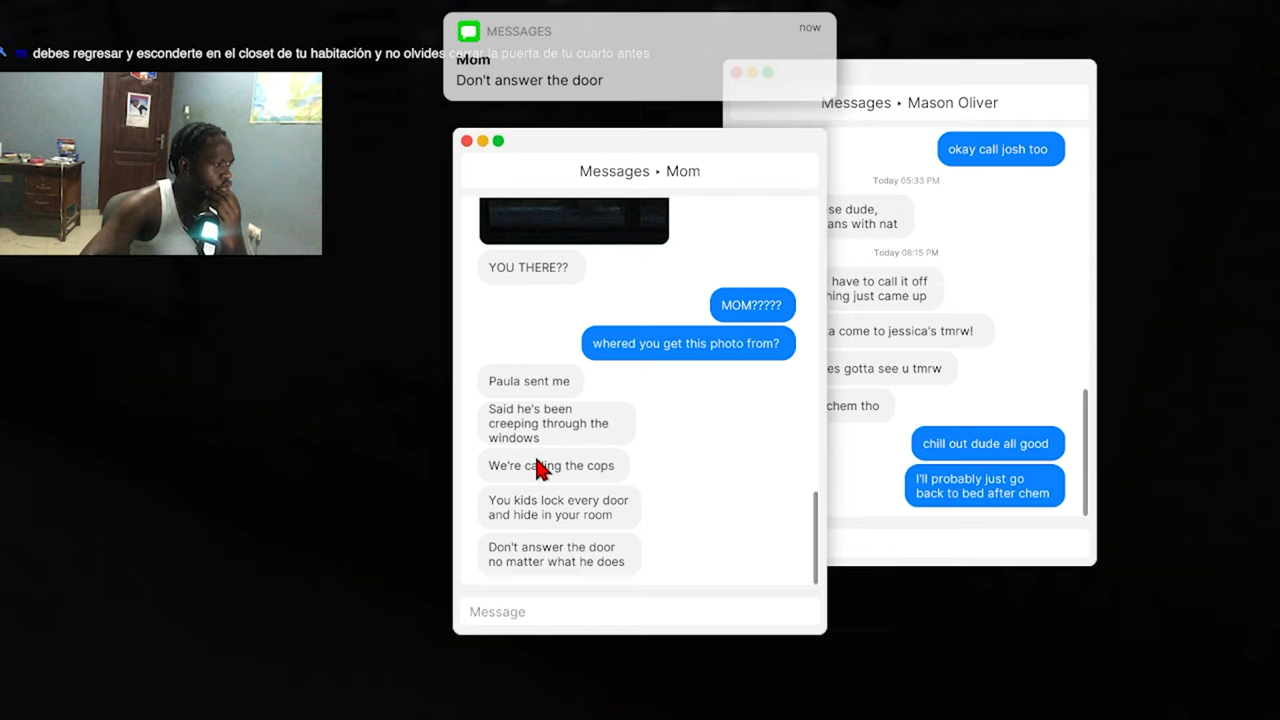 MESSAGES
now
m debes regresar y esconderte en el closet de tu habitación y no olvides cerrar la puerta de tu cuarto antes
Mom
Don't answer the door
Messages ‣ Mom
YOU THERE??
MOM?????
whered you get this photo from?
Paula sent me
Said he's been
creeping through the
windows
We're calling the cops
You kids lock every door
and hide in your room
Don't answer the door
no matter what he does
Message
Messages ‣ Mason Oliver
okay call josh too
Today 05:33 PM
se dude,
ans with nat
Today 08:15 PM
have to call it off
hing just came up
a come to jessica's tmrw!
es gotta see u tmrw
chem tho
chill out dude all good
I'll probably just go
back to bed after chem